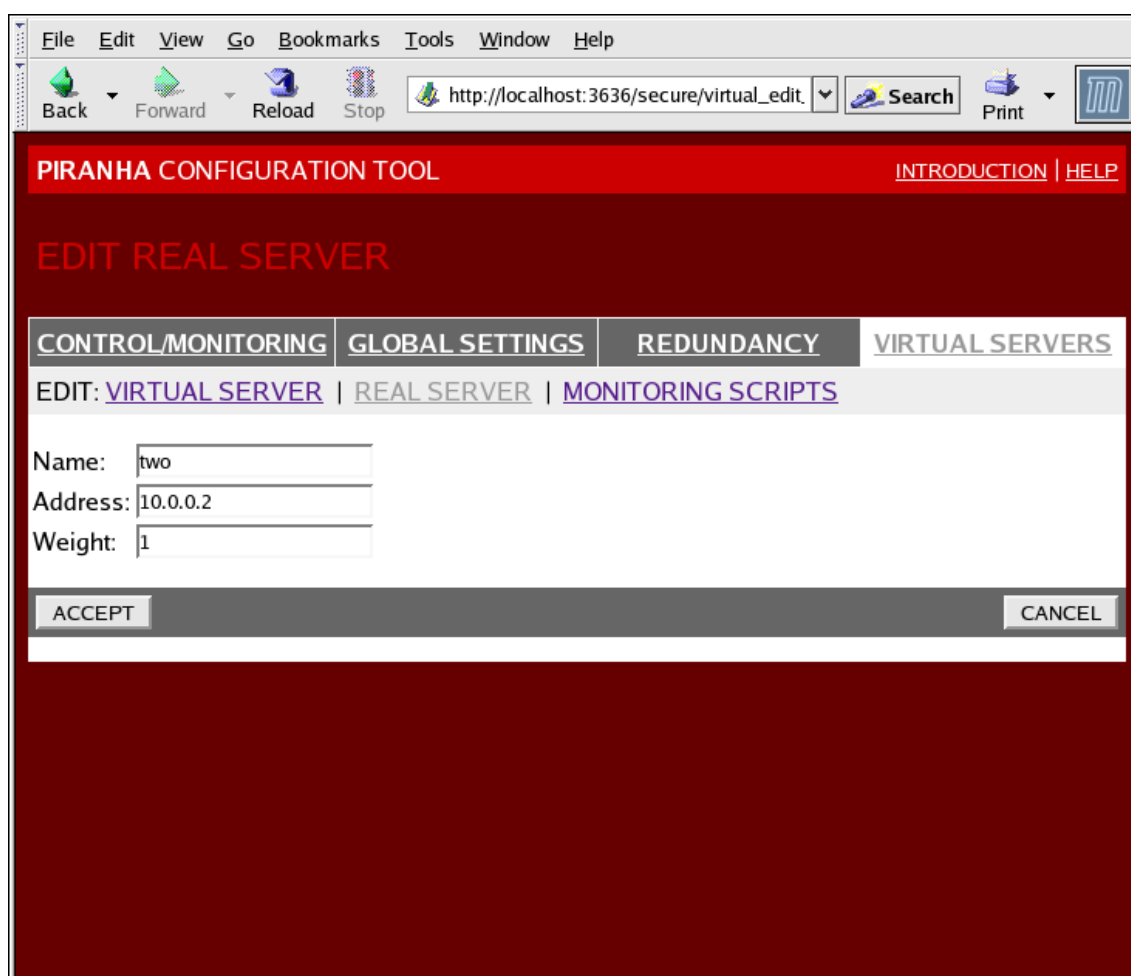 File Edit View Go Bookmarks Tools Window Help
Back Forward Reload Stop http://localhost:3636/secure/virtual_edit_ Search Print
PIRANHA CONFIGURATION TOOL INTRODUCTION | HELP
EDIT REAL SERVER
CONTROL/MONITORING GLOBAL SETTINGS REDUNDANCY VIRTUAL SERVERS
EDIT: VIRTUAL SERVER | REAL SERVER | MONITORING SCRIPTS
Name: two
Address: 10.0.0.2
Weight: 1
ACCEPT CANCEL